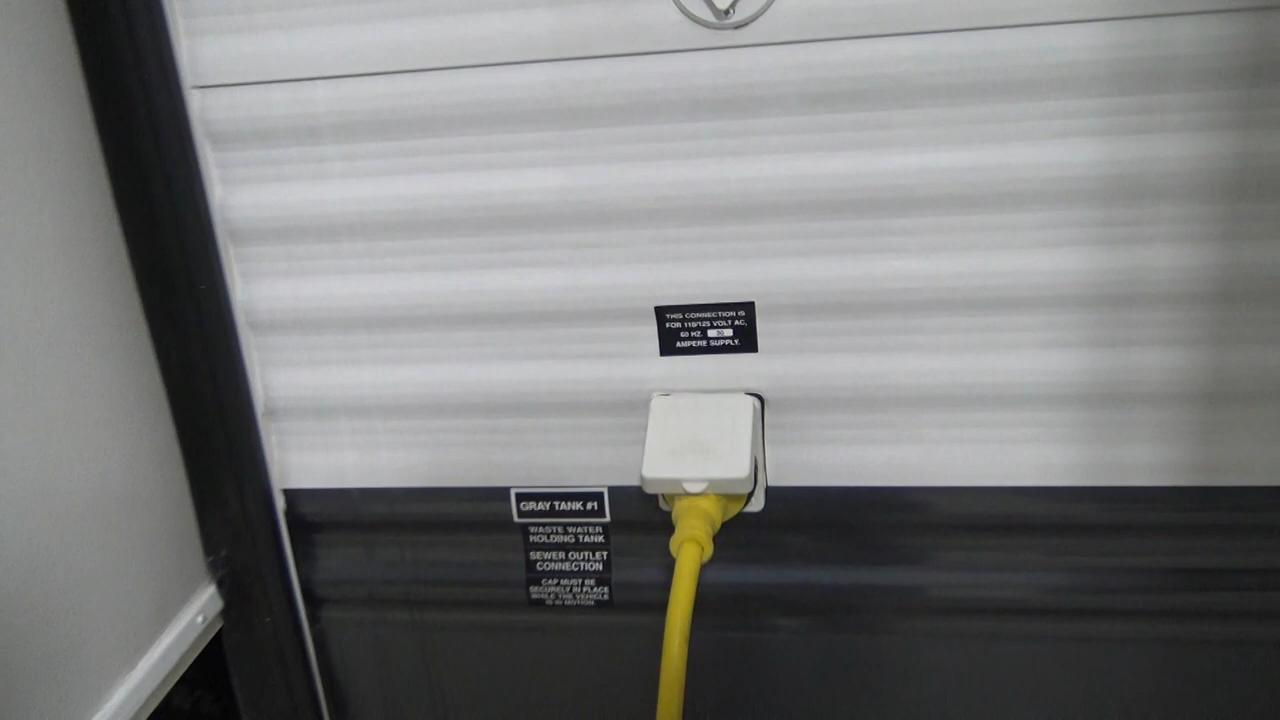 THIS CONNECTION IS
FOR 110/125 VOLT AC,
60 HZ. 30
AMPERE SUPPLY.
GRAY TANK #1
WASTE WATER
HOLDING TANK
SEWER OUTLET
CONNECTION
CAP MUST BE
SECURELY IN PLACE
WHILE THE VEHICLE
IS IN MOTION.